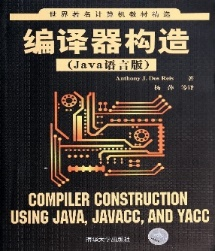 世界著名计算机教材精选
编译器构造
(Java语言版)
Anthony J. Dos Reis 著
杨萍 等译
COMPILER CONSTRUCTION
USING JAVA, JAVACC, AND YACC
清华大学出版社